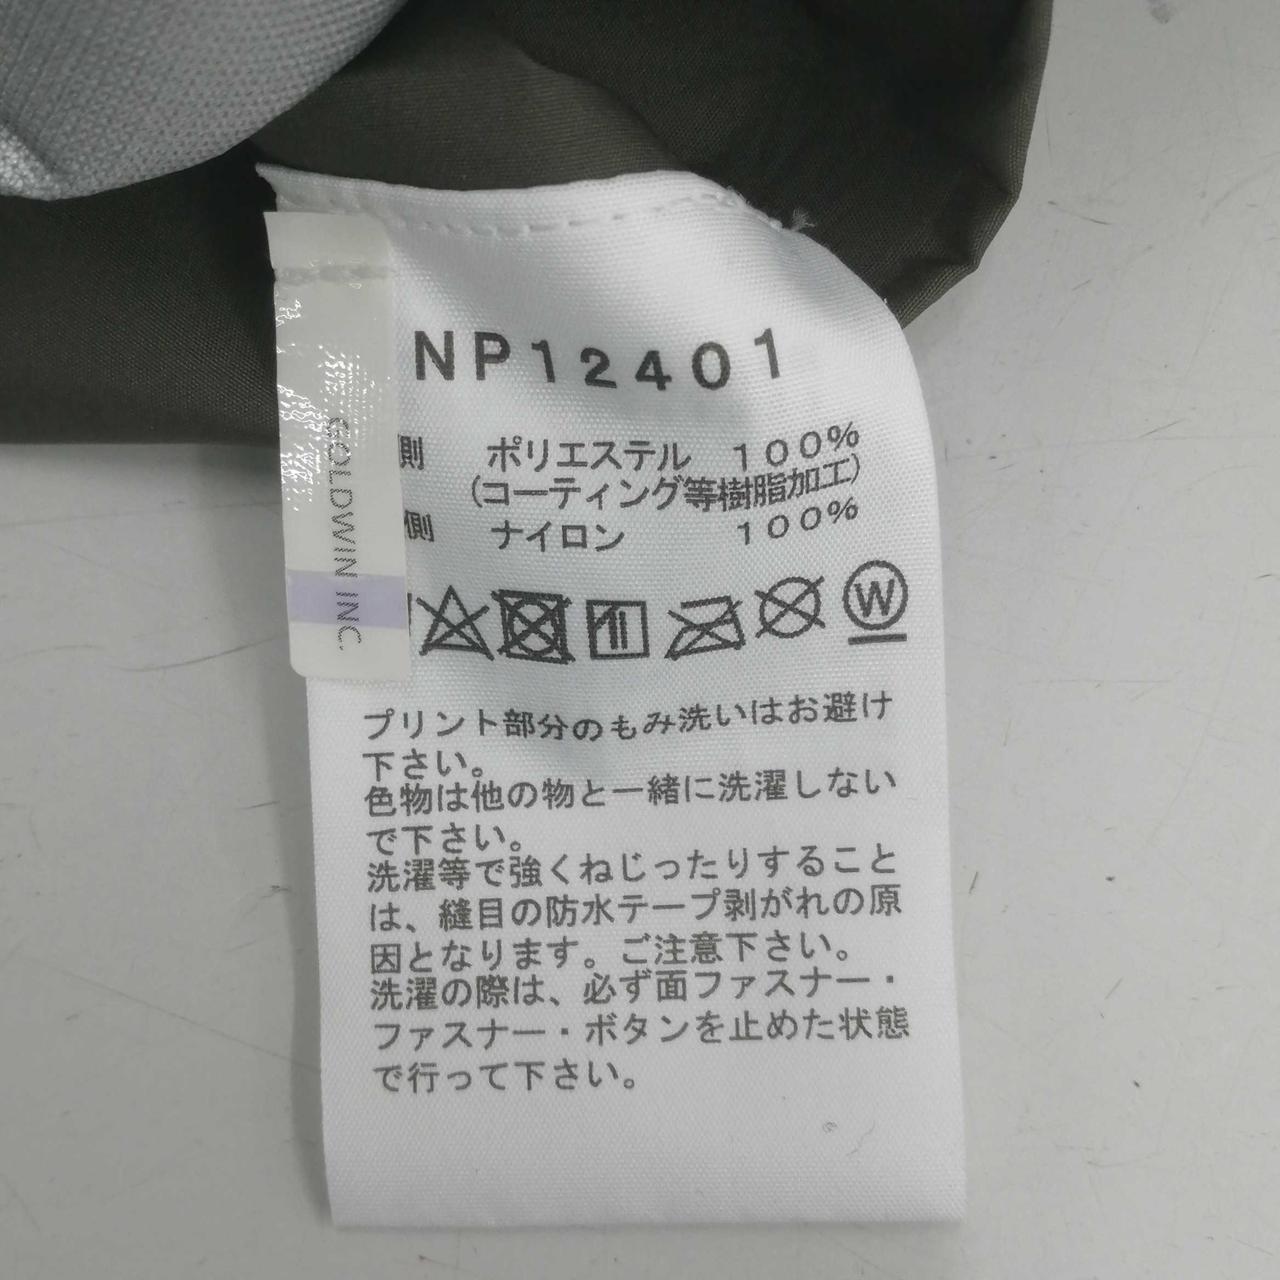 GOLDWIN INC.
NP12401
側 ポリエステル 100%
(コーティング等樹脂加工)
側 ナイロン 100%
W
プリント部分のもみ洗いはお避け
下さい。
色物は他の物と一緒に洗濯しない
で下さい。
洗濯等で強くねじったりすること
は、縫目の防水テープ剥がれの原
因となります。ご注意下さい。
洗濯の際は、必ず面ファスナー・
ファスナー・ボタンを止めた状態
で行って下さい。